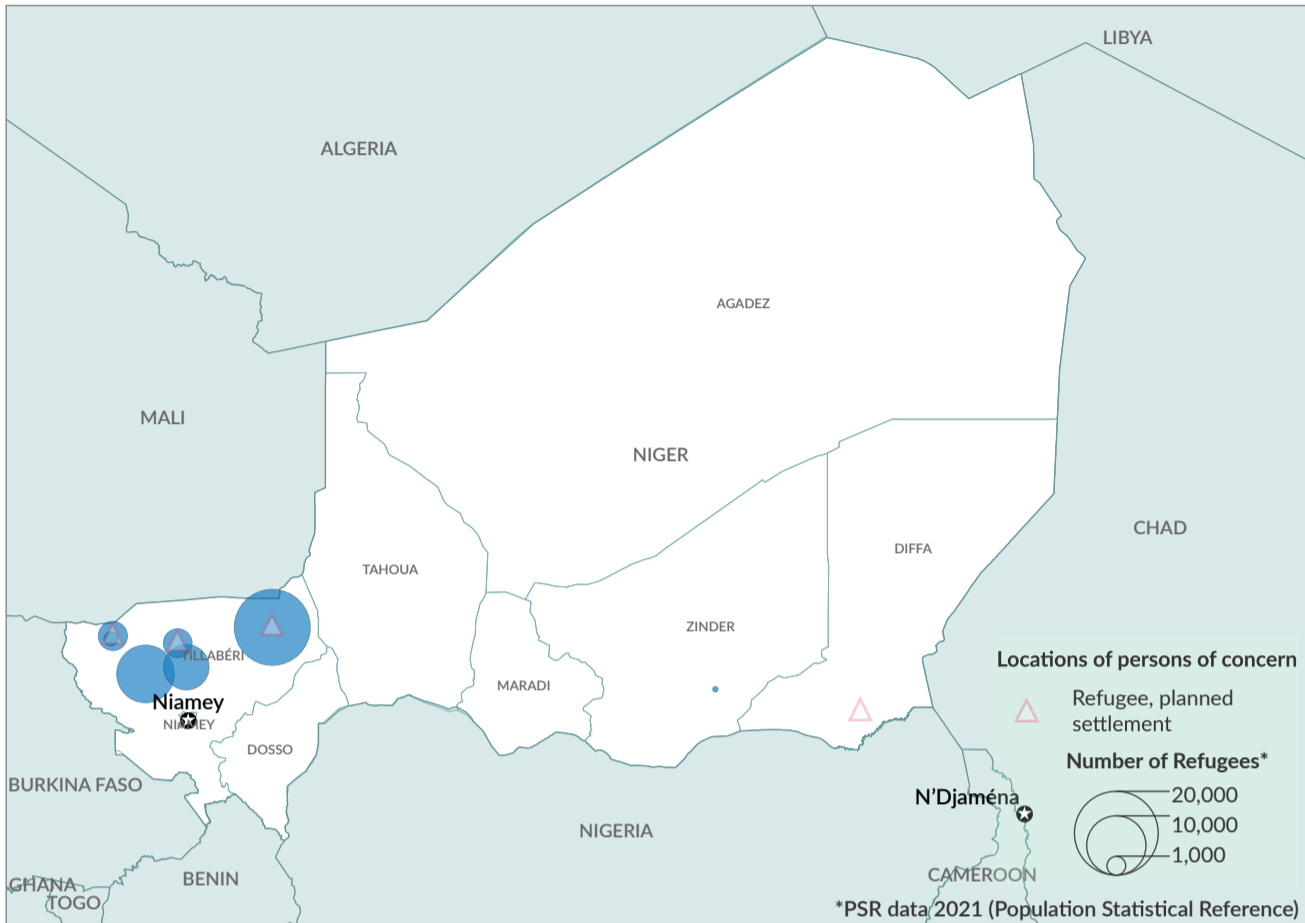 LIBYA
ALGERIA
AGADEZ
MALI
NIGER
CHAD
DIFFA
TAHOUA
ZINDER
TILLABÉRI
Locations of persons of concern
MARADI
Refugee, planned
settlement
Niamey
NIAMEY
DOSSO
Number of Refugees*
BURKINA FASO
20,000
N'Djaména
10,000
NIGERIA
1,000
BENIN
CAMEROON
GHANA
TOGO
*PSR data 2021 (Population Statistical Reference)